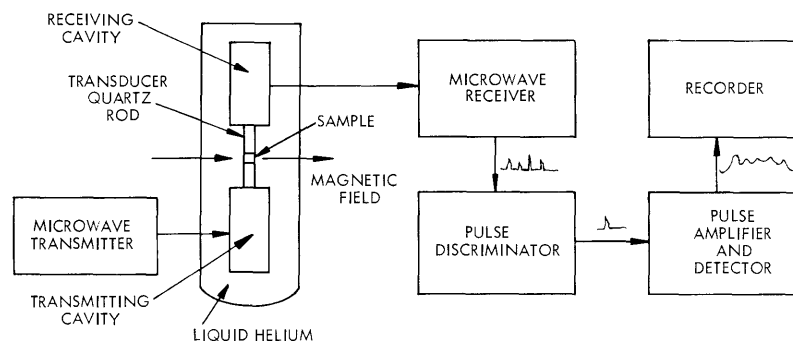 RECEIVING
CAVITY
TRANSDUCER
QUARTZ
ROD
SAMPLE
MAGNETIC
FIELD
MICROWAVE
TRANSMITTER
TRANSMITTING
CAVITY
LIQUID HELIUM
MICROWAVE
RECEIVER
RECORDER
PULSE
DISCRIMINATOR
PULSE
AMPLIFIER
AND
DETECTOR